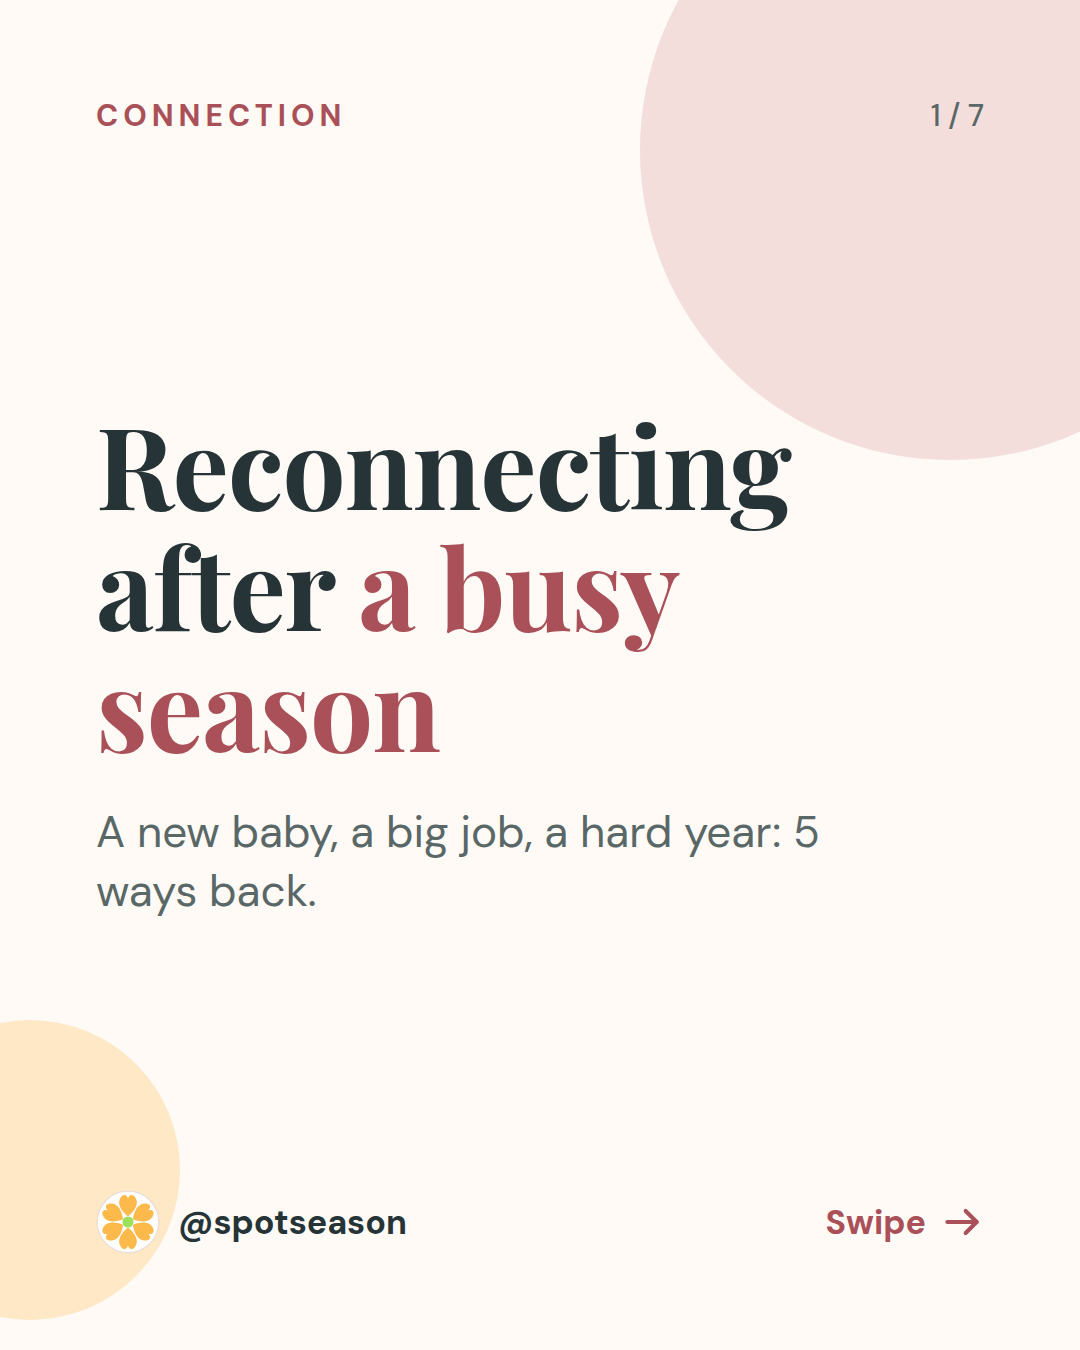 CONNECTION
1 / 7
Reconnecting
after a busy
season
A new baby, a big job, a hard year: 5
ways back.
@spotseason
Swipe →